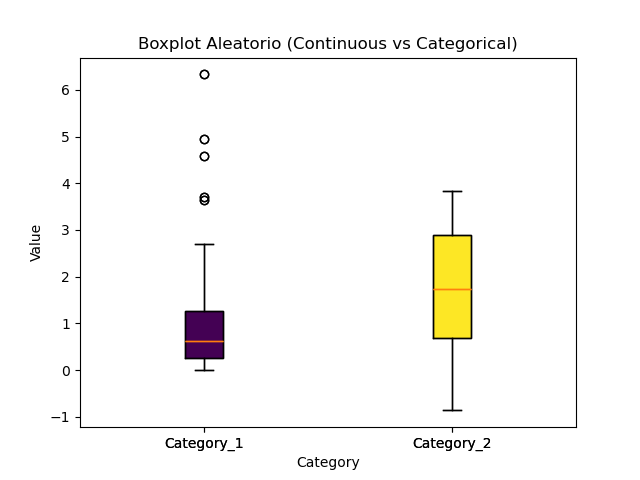 Boxplot Aleatorio (Continuous vs Categorical)
Value
6
5
4
3
2
1
0
−1
Category_1
Category_2
Category